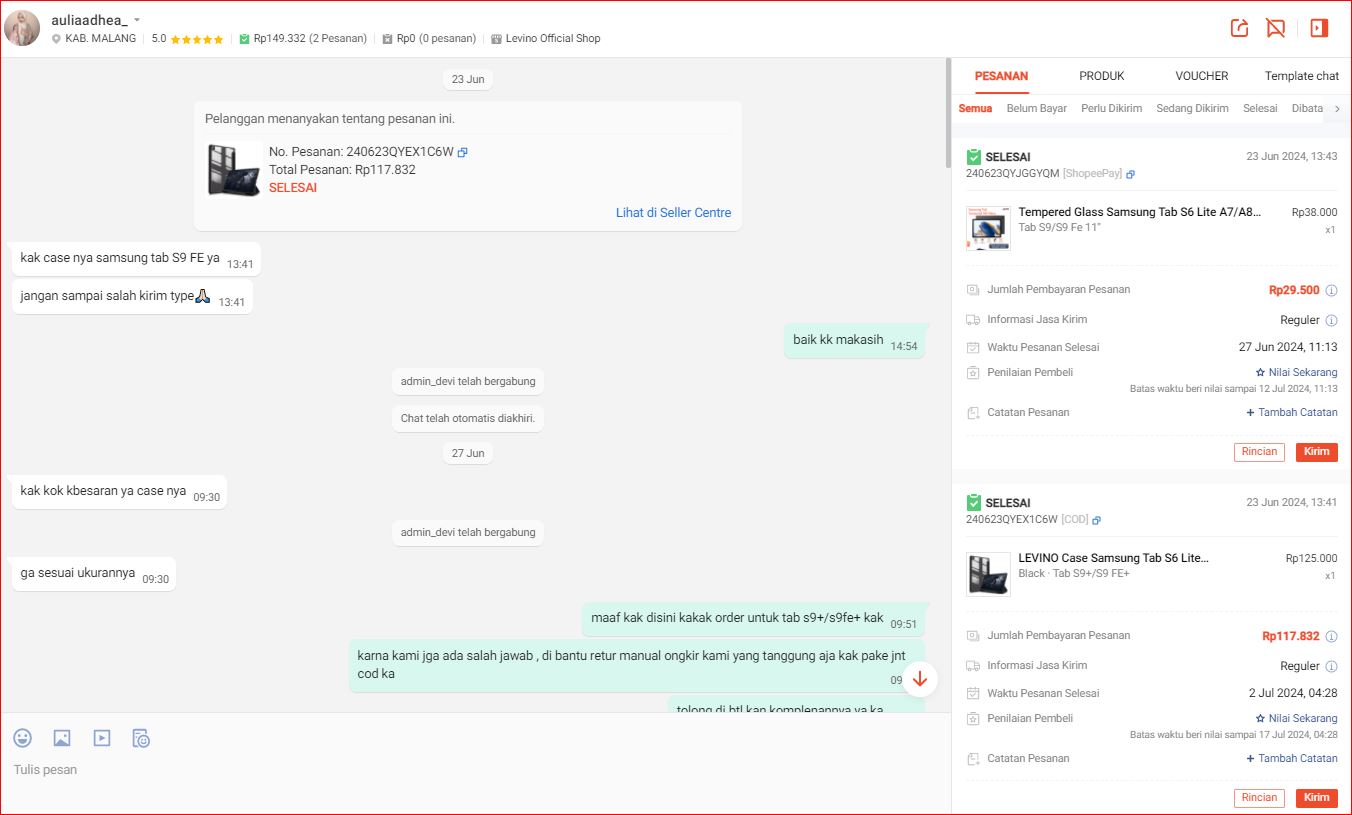 auliaadhea_
KAB. MALANG 5.0 Rp149.332 (2 Pesanan) Rp0 (0 pesanan) Levino Official Shop
23 Jun
Pelanggan menanyakan tentang pesanan ini.
No. Pesanan: 240623QYEX1C6W
Total Pesanan: Rp117.832
SELESAI
Lihat di Seller Centre
kak case nya samsung tab S9 FE ya 13:41
jangan sampai salah kirim type🙏🏻 13:41
baik kk makasih 14:54
admin_devi telah bergabung
Chat telah otomatis diakhiri.
27 Jun
kak kok kbesaran ya case nya 09:30
admin_devi telah bergabung
ga sesuai ukurannya 09:30
maaf kak disini kakak order untuk tab s9+/s9fe+ kak 09:51
karna kami jga ada salah jawab , di bantu retur manual ongkir kami yang tanggung aja kak pake jnt
cod ka
09
tolong di btl kan komplenannya ya ka
Tulis pesan
PESANAN PRODUK VOUCHER Template chat
Semua Belum Bayar Perlu Dikirim Sedang Dikirim Selesai Dibata
SELESAI 23 Jun 2024, 13:43
240623QYJGGYQM [ShopeePay]
Tempered Glass Samsung Tab S6 Lite A7/A8... Rp38.000
Tab S9/S9 Fe 11" x1
Jumlah Pembayaran Pesanan Rp29.500
Informasi Jasa Kirim Reguler
Waktu Pesanan Selesai 27 Jun 2024, 11:13
Penilaian Pembeli Nilai Sekarang
Batas waktu beri nilai sampai 12 Jul 2024, 11:13
Catatan Pesanan + Tambah Catatan
Rincian Kirim
SELESAI 23 Jun 2024, 13:41
240623QYEX1C6W [COD]
LEVINO Case Samsung Tab S6 Lite... Rp125.000
Black · Tab S9+/S9 FE+ x1
Jumlah Pembayaran Pesanan Rp117.832
Informasi Jasa Kirim Reguler
Waktu Pesanan Selesai 2 Jul 2024, 04:28
Penilaian Pembeli Nilai Sekarang
Batas waktu beri nilai sampai 17 Jul 2024, 04:28
Catatan Pesanan + Tambah Catatan
Rincian Kirim